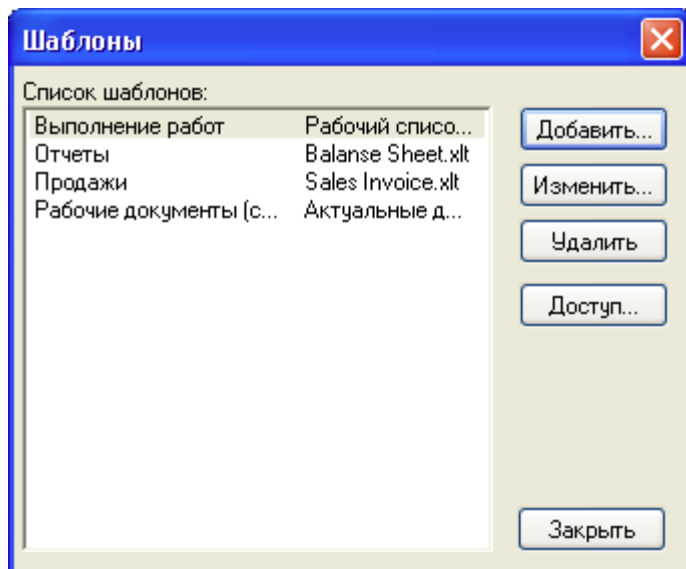 Шаблоны
Список шаблонов:
Выполнение работ Рабочий списо...
Отчеты Balanse Sheet.xlt
Продажи Sales Invoice.xlt
Рабочие документы (с... Актуальные д...
Добавить...
Изменить...
Удалить
Доступ...
Закрыть